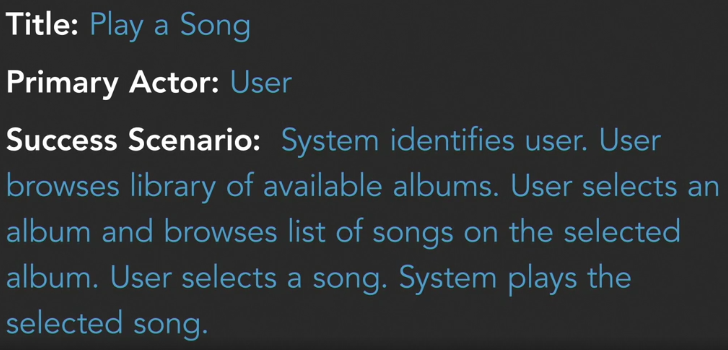 Title: Play a Song
Primary Actor: User
Success Scenario: System identifies user. User
browses library of available albums. User selects an
album and browses list of songs on the selected
album. User selects a song. System plays the
selected song.